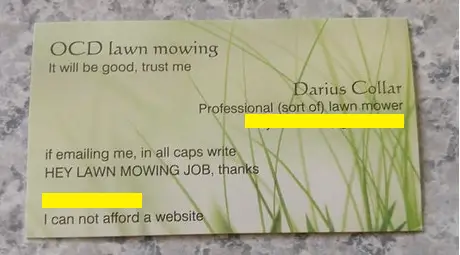 OCD lawn mowing
It will be good, trust me
Darius Collar
Professional (sort of) lawn mower
if emailing me, in all caps write
HEY LAWN MOWING JOB, thanks
I can not afford a website